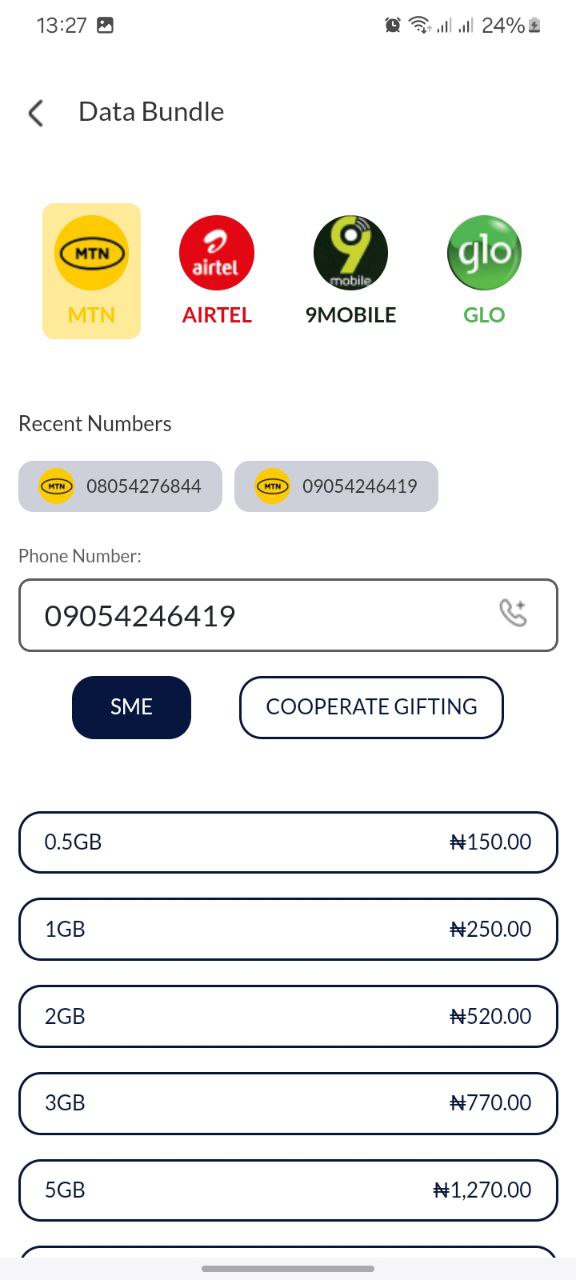 13:27 24%
Data Bundle
MTN airtel 9 mobile glo
MTN AIRTEL 9MOBILE GLO
Recent Numbers
MTN 08054276844 MTN 09054246419
Phone Number:
09054246419
SME COOPERATE GIFTING
0.5GB ₦150.00
1GB ₦250.00
2GB ₦520.00
3GB ₦770.00
5GB ₦1,270.00